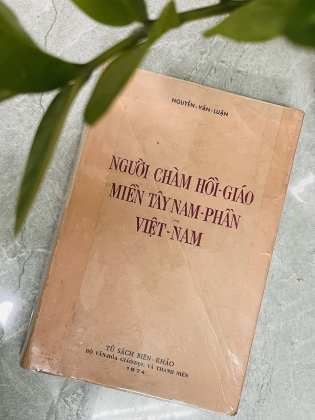 NGUYỄN-VĂN-LUẬN
NGƯỜI CHÀM HỒI-GIÁO
MIỀN TÂY NAM-PHẦN
VIỆT-NAM
TỦ SÁCH BIÊN-KHẢO
BỘ VĂN-HÓA GIÁO-DỤC VÀ THANH NIÊN
1974